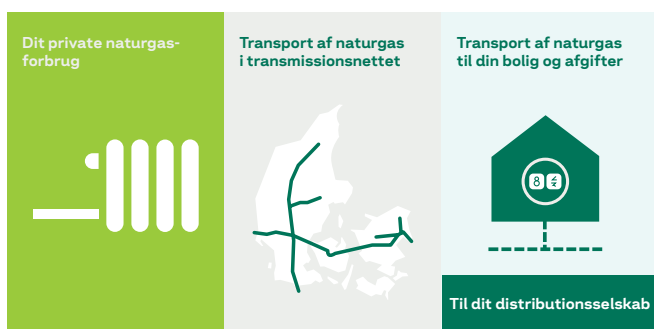 Dit private naturgas-
forbrug
Transport af naturgas
i transmissionsnettet
Transport af naturgas
til din bolig og afgifter
8
Til dit distributionsselskab